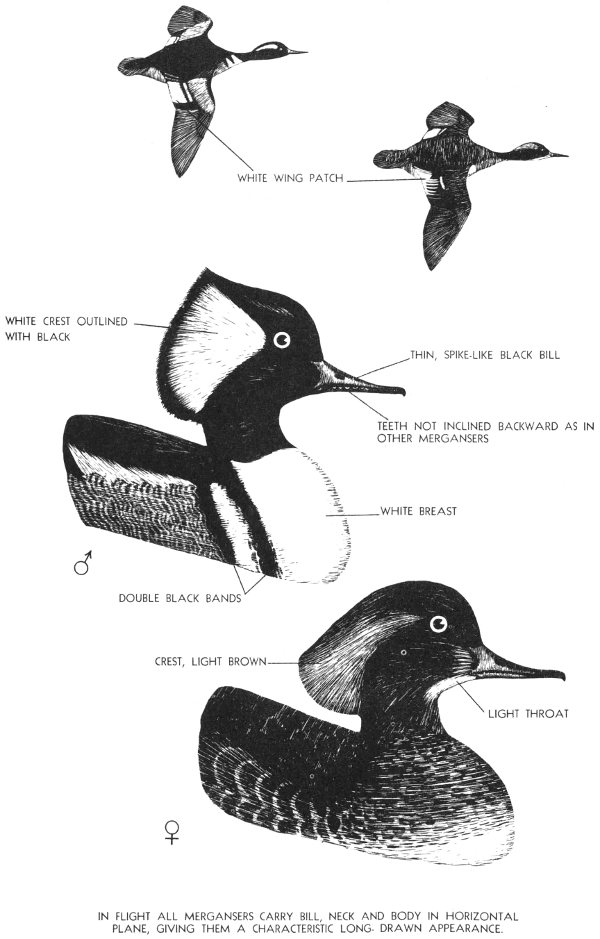 WHITE WING PATCH
WHITE CREST OUTLINED
WITH BLACK
THIN, SPIKE-LIKE BLACK BILL
TEETH NOT INCLINED BACKWARD AS IN
OTHER MERGANSERS
WHITE BREAST
♂
DOUBLE BLACK BANDS
CREST, LIGHT BROWN
LIGHT THROAT
♀
IN FLIGHT ALL MERGANSERS CARRY BILL, NECK AND BODY IN HORIZONTAL
PLANE, GIVING THEM A CHARACTERISTIC LONG- DRAWN APPEARANCE.